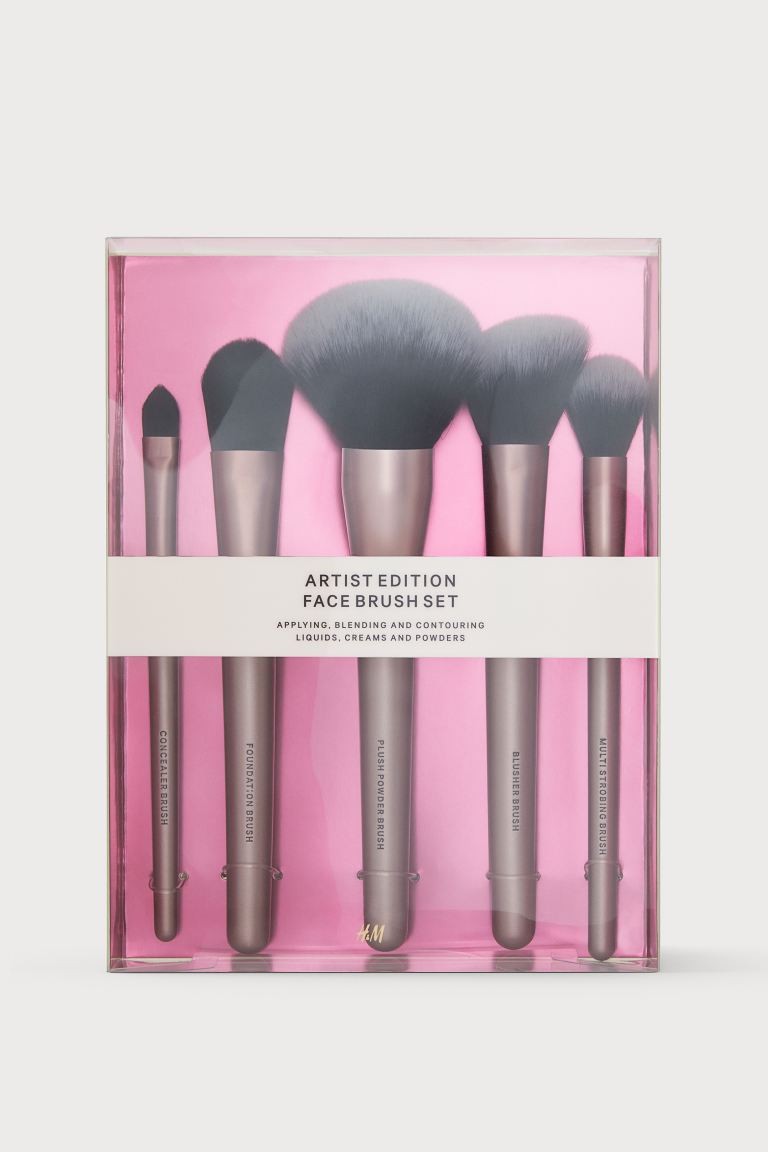 ARTIST EDITION
FACE BRUSH SET
APPLYING, BLENDING AND CONTOURING
LIQUIDS, CREAMS AND POWDERS
CONCEALER BRUSH
FOUNDATION BRUSH
PLUSH POWDER BRUSH
BLUSHER BRUSH
MULTI STROBING BRUSH
H&M